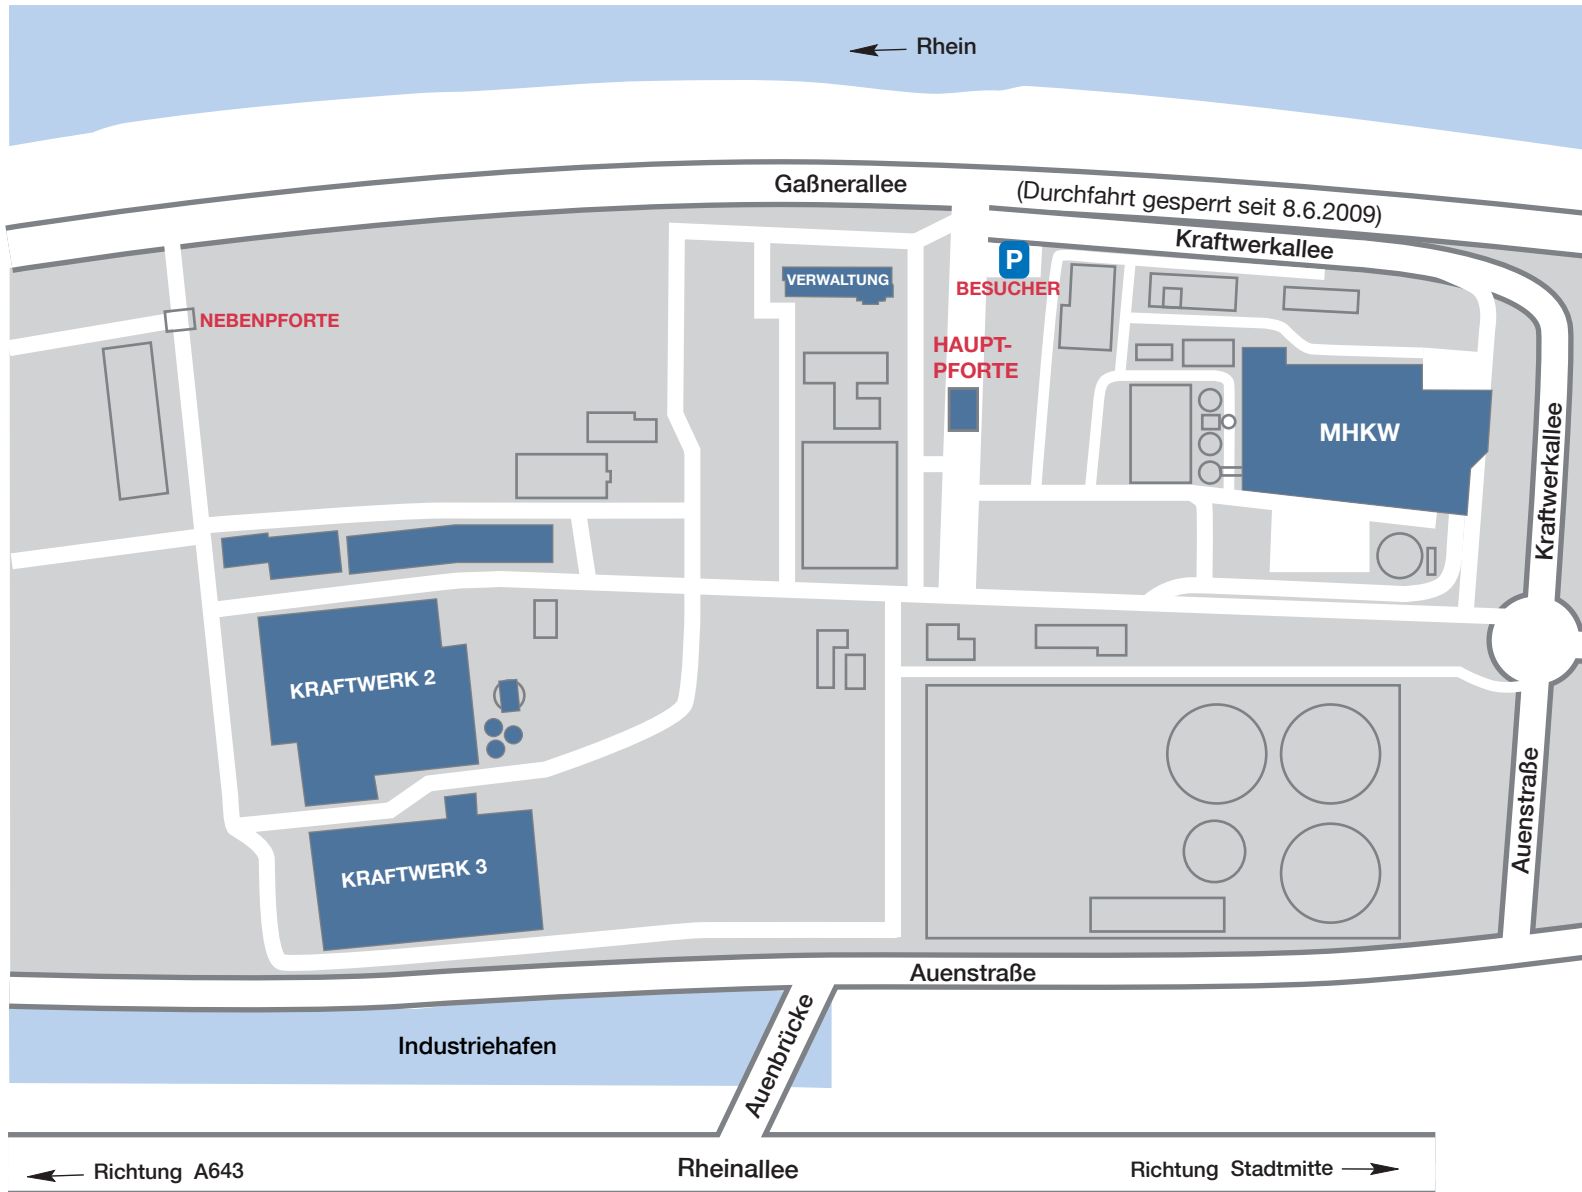 Rhein
Gaßnerallee
(Durchfahrt gesperrt seit 8.6.2009)
Kraftwerkallee
P
BESUCHER
VERWALTUNG
NEBENPFORTE
HAUPT-
PFORTE
MHKW
Kraftwerkallee
KRAFTWERK 2
KRAFTWERK 3
Auenstraße
Auenstraße
Industriehafen
Auenbrücke
Richtung A643
Rheinallee
Richtung Stadtmitte